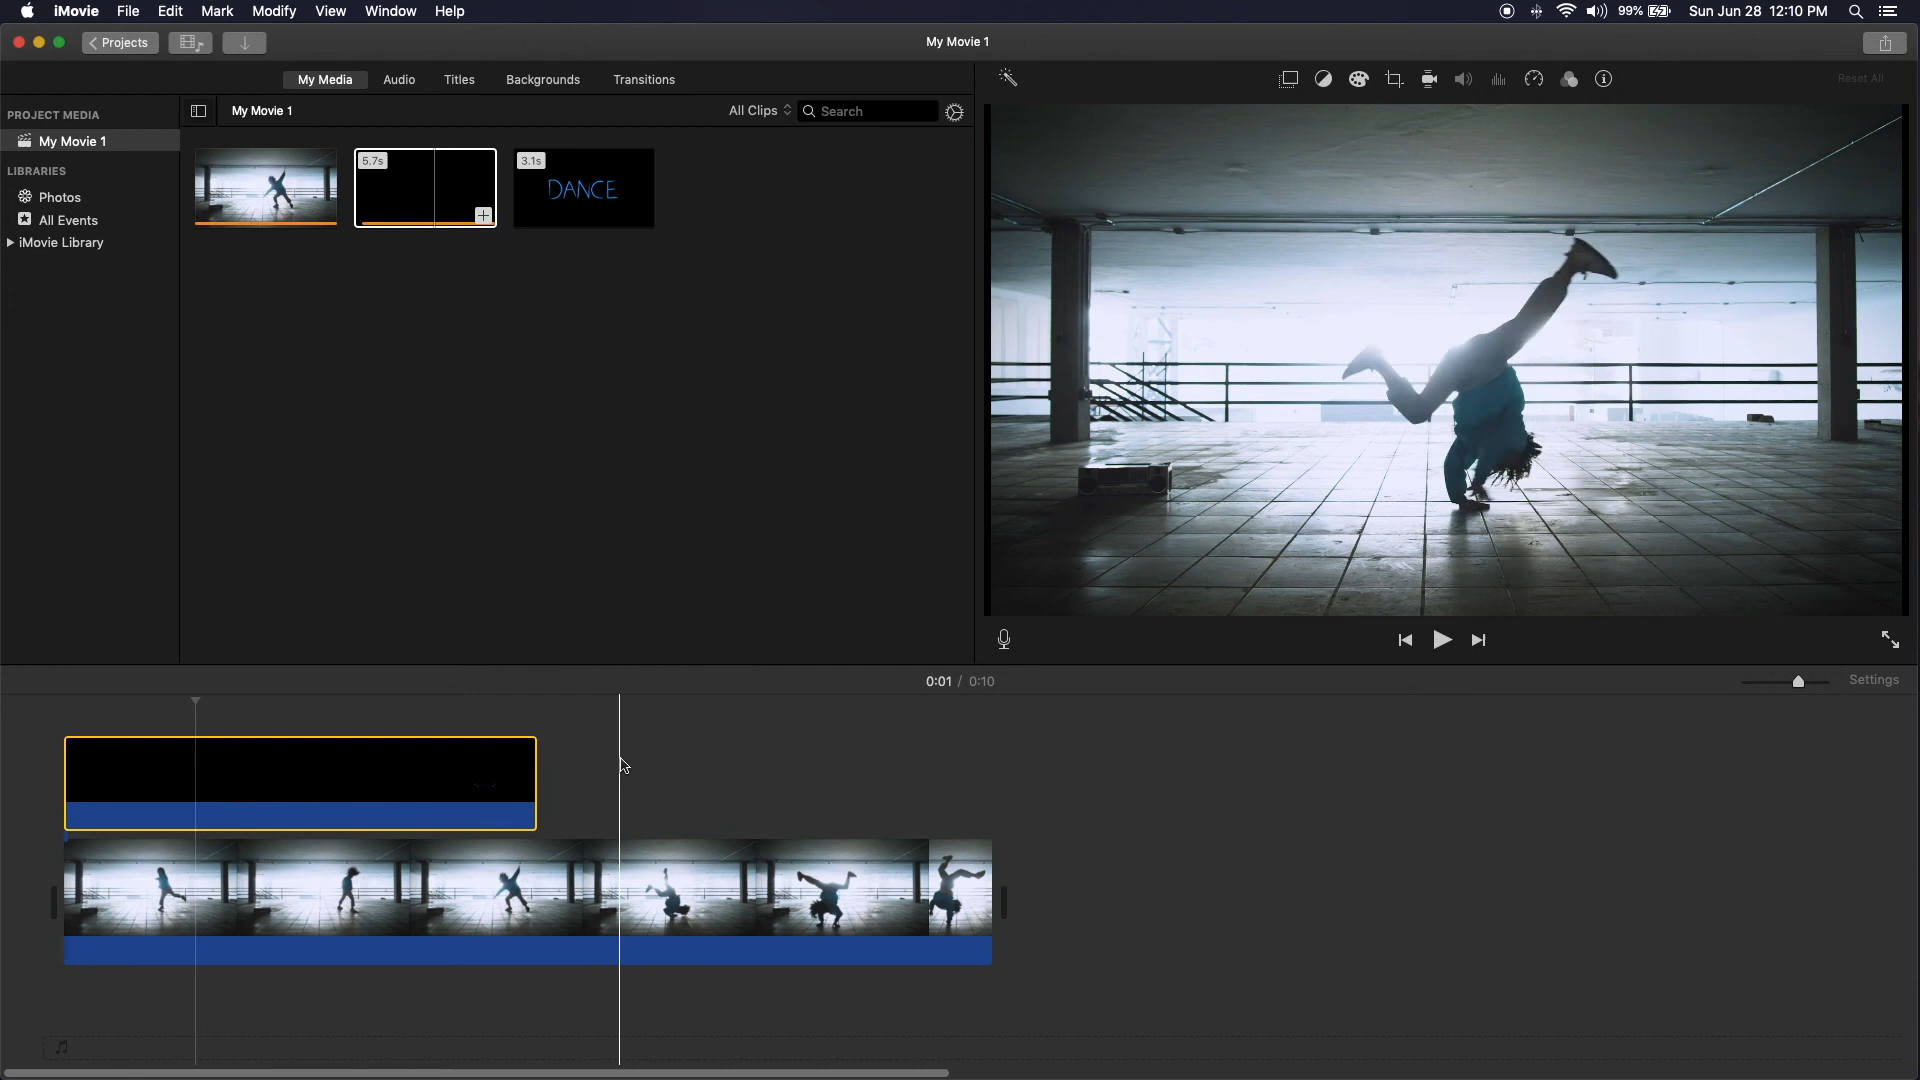 iMovie File Edit Mark Modify View Window Help 99% Sun Jun 28 12:10 PM
Projects My Movie 1
My Media Audio Titles Backgrounds Transitions Reset All
PROJECT MEDIA
My Movie 1
LIBRARIES
Photos
All Events
iMovie Library
My Movie 1 All Clips Search
5.7s 3.1s
DANCE
0:01 / 0:10 Settings